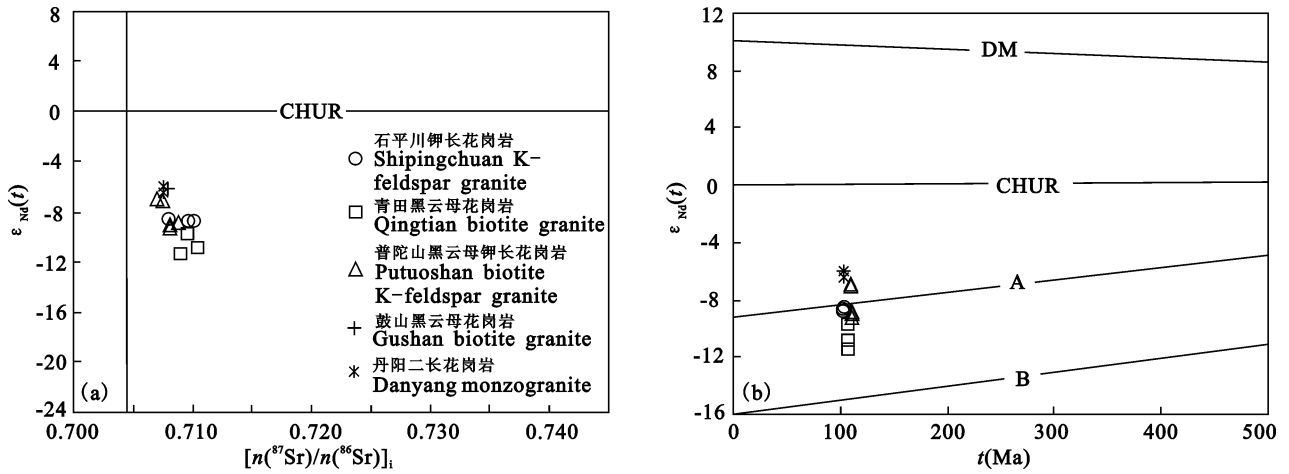 8
4
0
-4
-8
-12
-16
-20
-24
ε Nd(t)
CHUR
石平川钾长花岗岩
Shipingchuan K-
feldspar granite
青田黑云母花岗岩
Qingtian biotite granite
普陀山黑云母钾长花岗岩
Putuoshan biotite
K-feldspar granite
鼓山黑云母花岗岩
Gushan biotite granite
丹阳二长花岗岩
Danyang monzogranite
(a)
0.700 0.710 0.720 0.730 0.740
[n(⁸⁷Sr)/n(⁸⁶Sr)]i
12
8
4
0
-4
-8
-12
-16
ε Nd(t)
DM
CHUR
A
B
(b)
0 100 200 300 400 500
t(Ma)